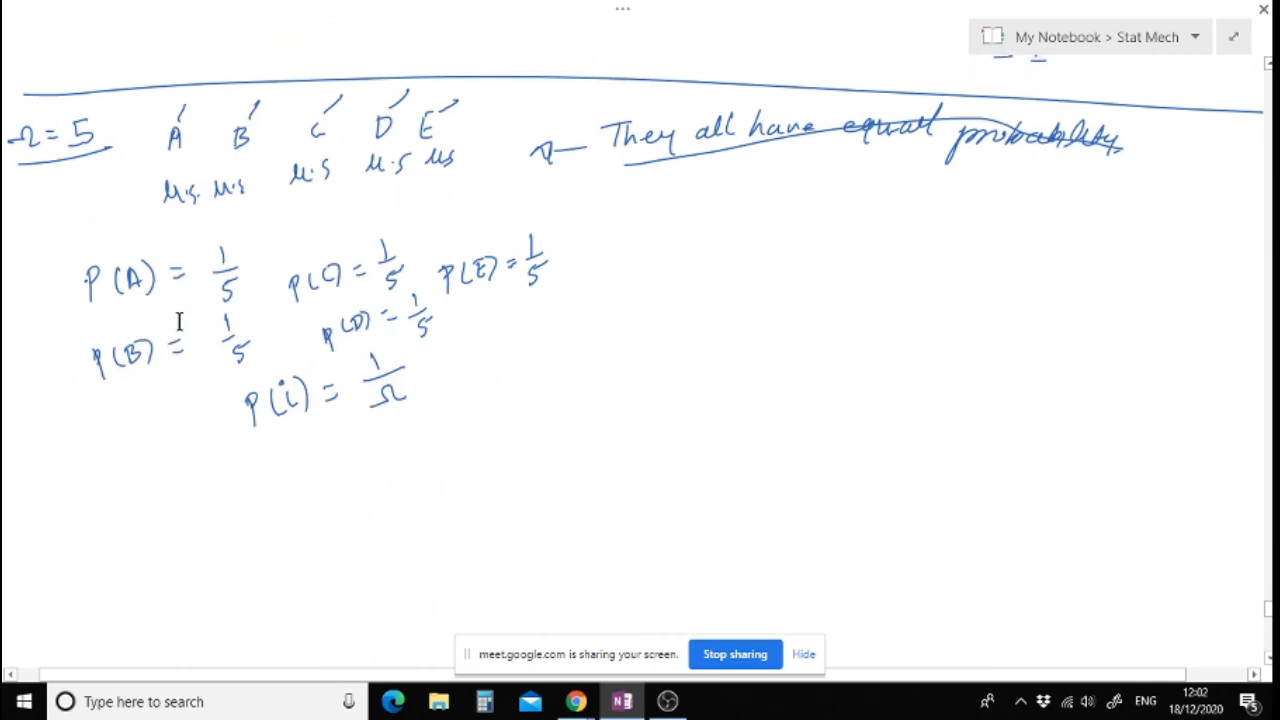 ...
My Notebook > Stat Mech
Ω = 5 A B C D E They all have equal probability
μ.s. μ.s μ.s μ.s μs
P(A) = 1/5 P(C) = 1/5 P(E) = 1/5
P(B) = 1/5 P(D) = 1/5
P(i) = 1/Ω
meet.google.com is sharing your screen. Stop sharing Hide
Type here to search
ENG
12:02
18/12/2020
5